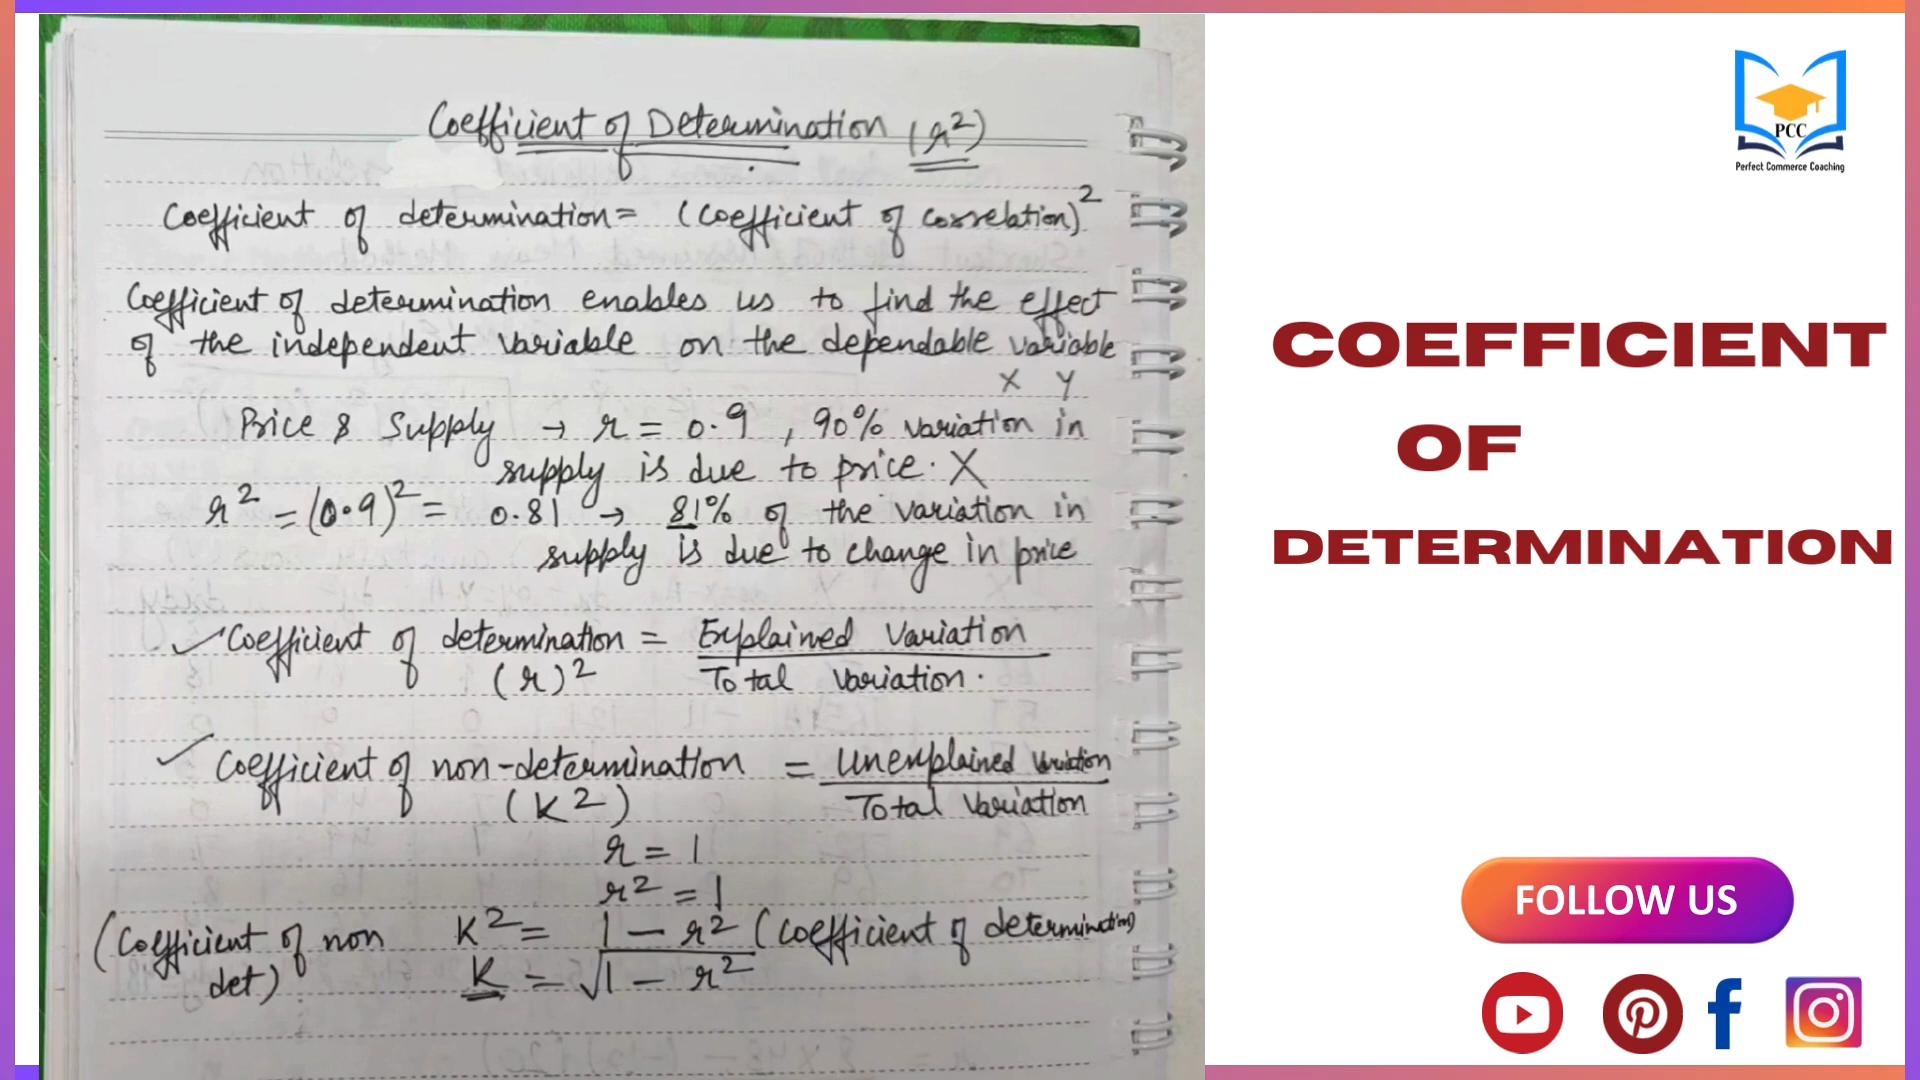 Coefficient of Determination (r²)
Coefficient of determination = (Coefficient of correlation)²
Coefficient of determination enables us to find the effect
of the independent variable on the dependable variable
X Y
Price & Supply → r = 0.9 , 90% variation in
supply is due to price. X
r² = (0.9)² = 0.81 → 81% of the variation in
supply is due to change in price
✓ Coefficient of determination = Explained Variation
(r)² Total Variation.
✓ Coefficient of non-determination = Unexplained Variation
(K²) Total Variation
r = 1
r² = 1
(Coefficient of non K² = 1 - r² (Coefficient of determination)
det) K = √1 - r²
PCC
Perfect Commerce Coaching
COEFFICIENT
OF
DETERMINATION
FOLLOW US